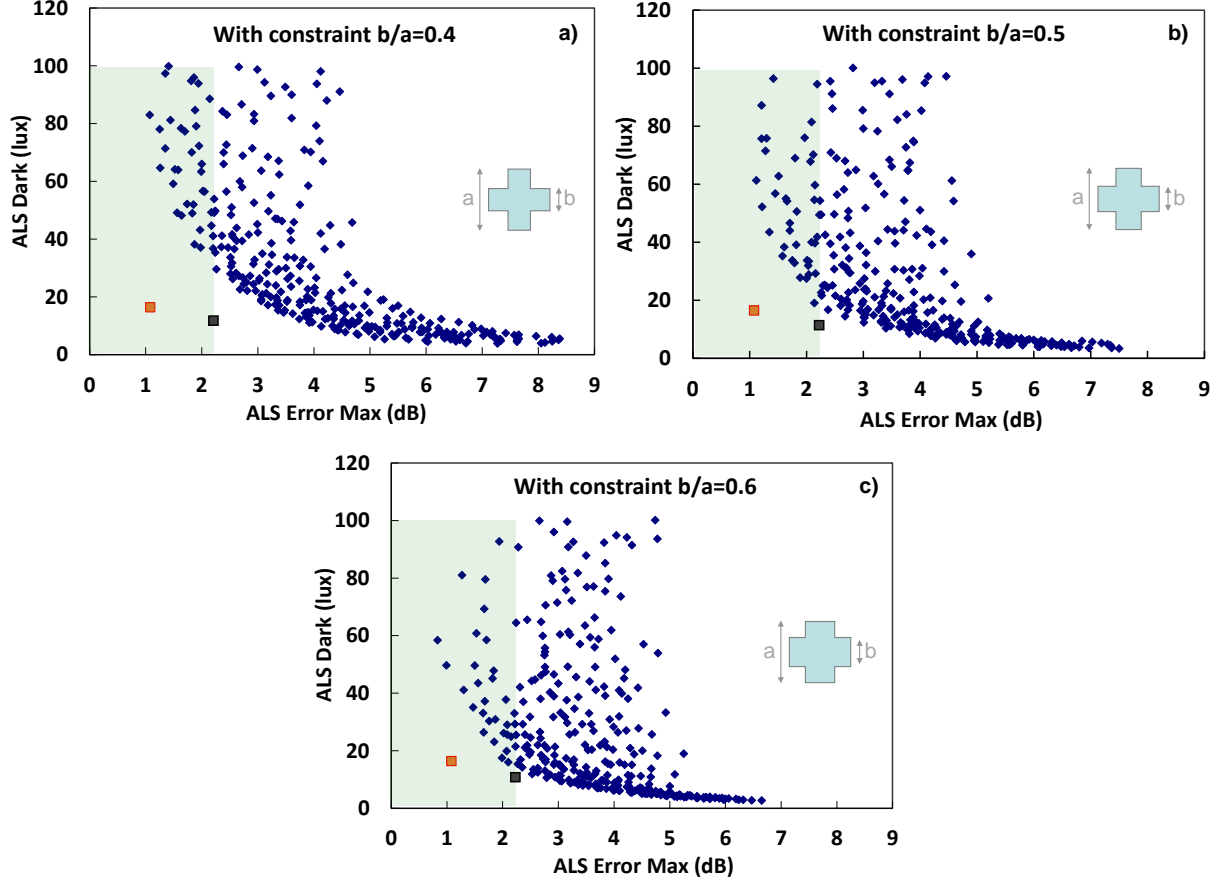 With constraint b/a=0.4
a)
ALS Dark (lux)
120
100
80
60
40
20
0
a
b
0 1 2 3 4 5 6 7 8 9
ALS Error Max (dB)
With constraint b/a=0.5
b)
ALS Dark (lux)
120
100
80
60
40
20
0
a
b
0 1 2 3 4 5 6 7 8 9
ALS Error Max (dB)
With constraint b/a=0.6
c)
ALS Dark (lux)
120
100
80
60
40
20
0
a
b
0 1 2 3 4 5 6 7 8 9
ALS Error Max (dB)